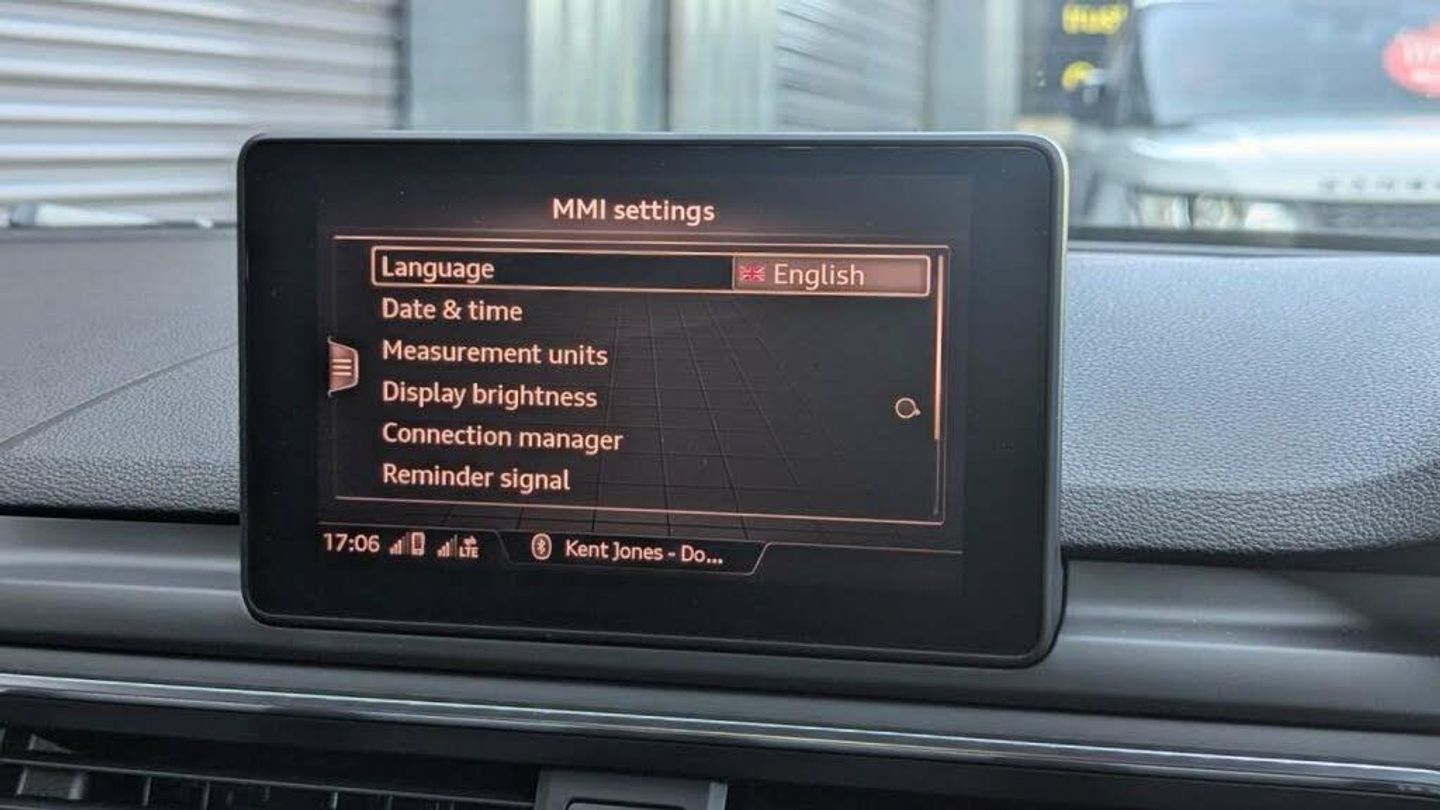 MMI settings
Language English
Date & time
Measurement units
Display brightness
Connection manager
Reminder signal
17:06 LTE Kent Jones - Do...